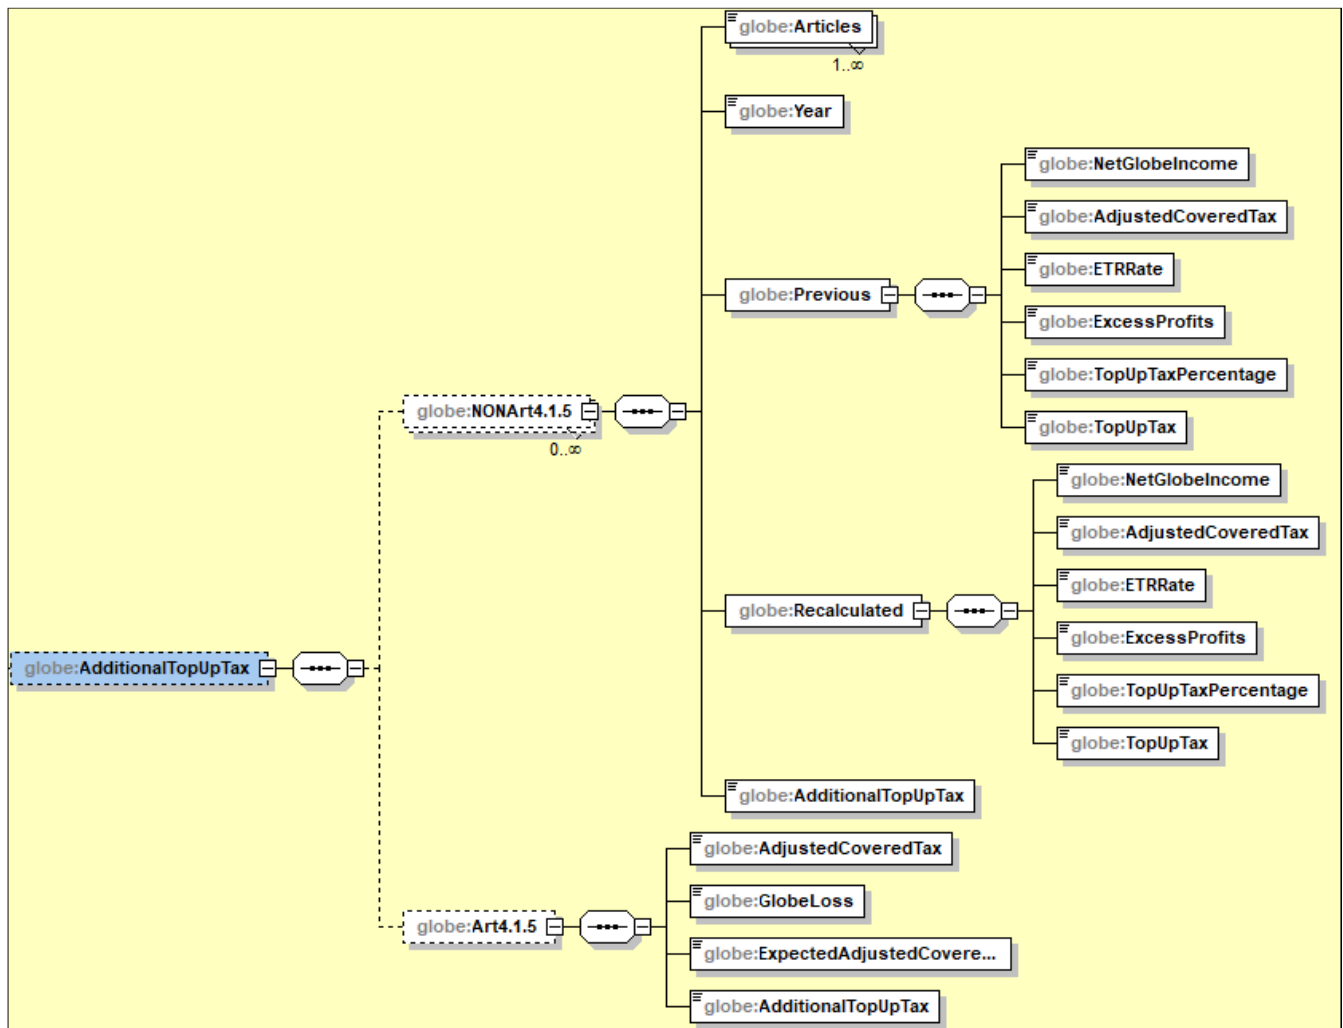 globe:Articles
1..∞
globe:Year
globe:NetGlobeIncome
globe:AdjustedCoveredTax
globe:ETRRate
globe:Previous
globe:ExcessProfits
globe:TopUpTaxPercentage
globe:NONArt4.1.5
0..∞
globe:TopUpTax
globe:NetGlobeIncome
globe:AdjustedCoveredTax
globe:ETRRate
globe:Recalculated
globe:ExcessProfits
globe:AdditionalTopUpTax
globe:TopUpTaxPercentage
globe:TopUpTax
globe:AdditionalTopUpTax
globe:AdjustedCoveredTax
globe:GlobeLoss
globe:Art4.1.5
globe:ExpectedAdjustedCovere...
globe:AdditionalTopUpTax